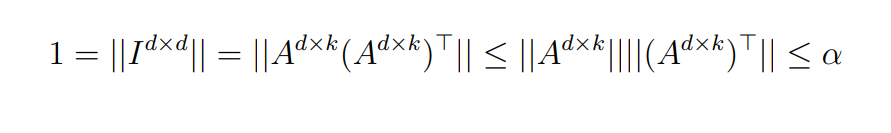 1 = ||I^{d×d}|| = ||A^{d×k}(A^{d×k})^⊤|| ≤ ||A^{d×k}||||(A^{d×k})^⊤|| ≤ α